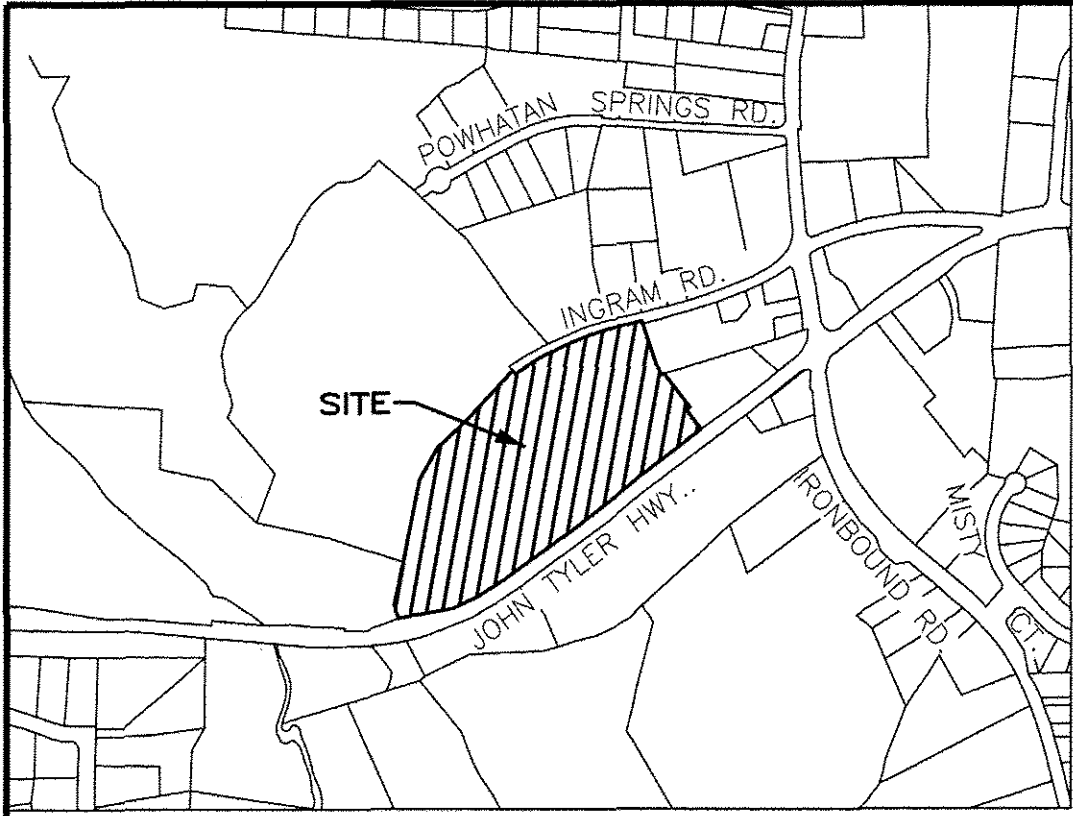 POWHATAN SPRINGS RD.
INGRAM RD.
SITE
JOHN TYLER HWY..
IRONBOUND RD.
MISTY CT.